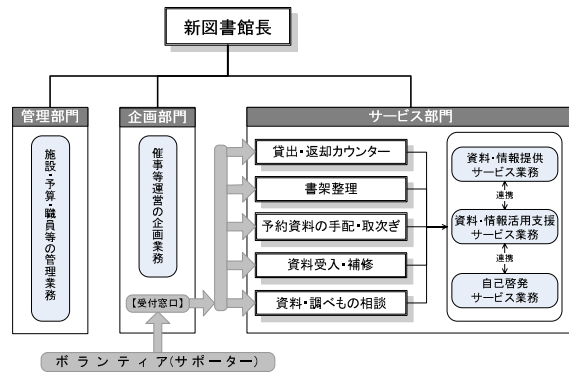 新図書館長
管理部門
施設・予算・職員等の管理業務
企画部門
催事等運営の企画業務
【受付窓口】
サービス部門
貸出・返却カウンター
書架整理
予約資料の手配・取次ぎ
資料受入・補修
資料・調べもの相談
資料・情報提供
サービス業務
連携
資料・情報活用支援
サービス業務
連携
自己啓発
サービス業務
ボランティア(サポーター)